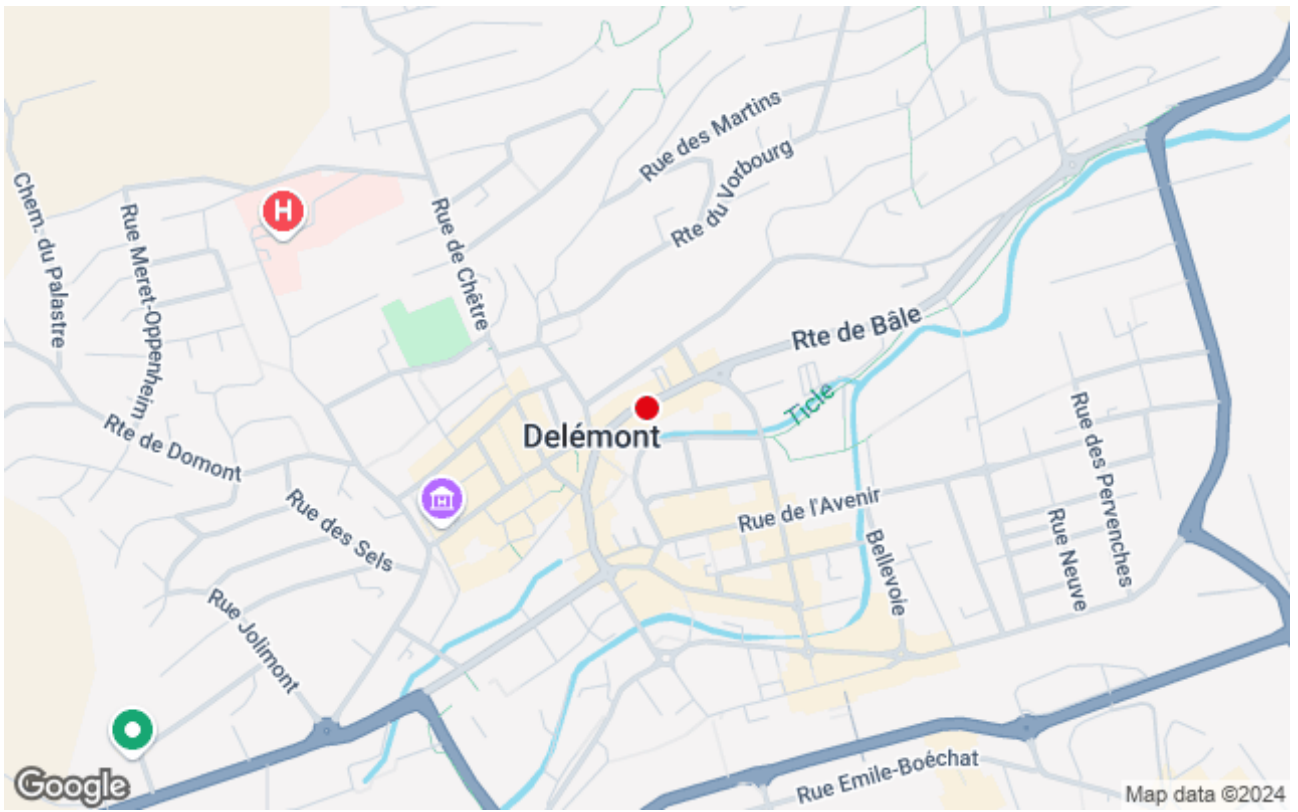 Rue des Martins
Rte du Vorbourg
Chem. du Palastre
Rue Meret-Oppenheim
H
Rue de Chêtre
Rte de Bâle
Ticle
Delémont
Rte de Domont
Rue des Sels
H
Rue de l'Avenir
Rue des Pervenches
Rue Neuve
Bellevoie
Rue Jolimont
Rue Emile-Boéchat
Google
Map data ©2024